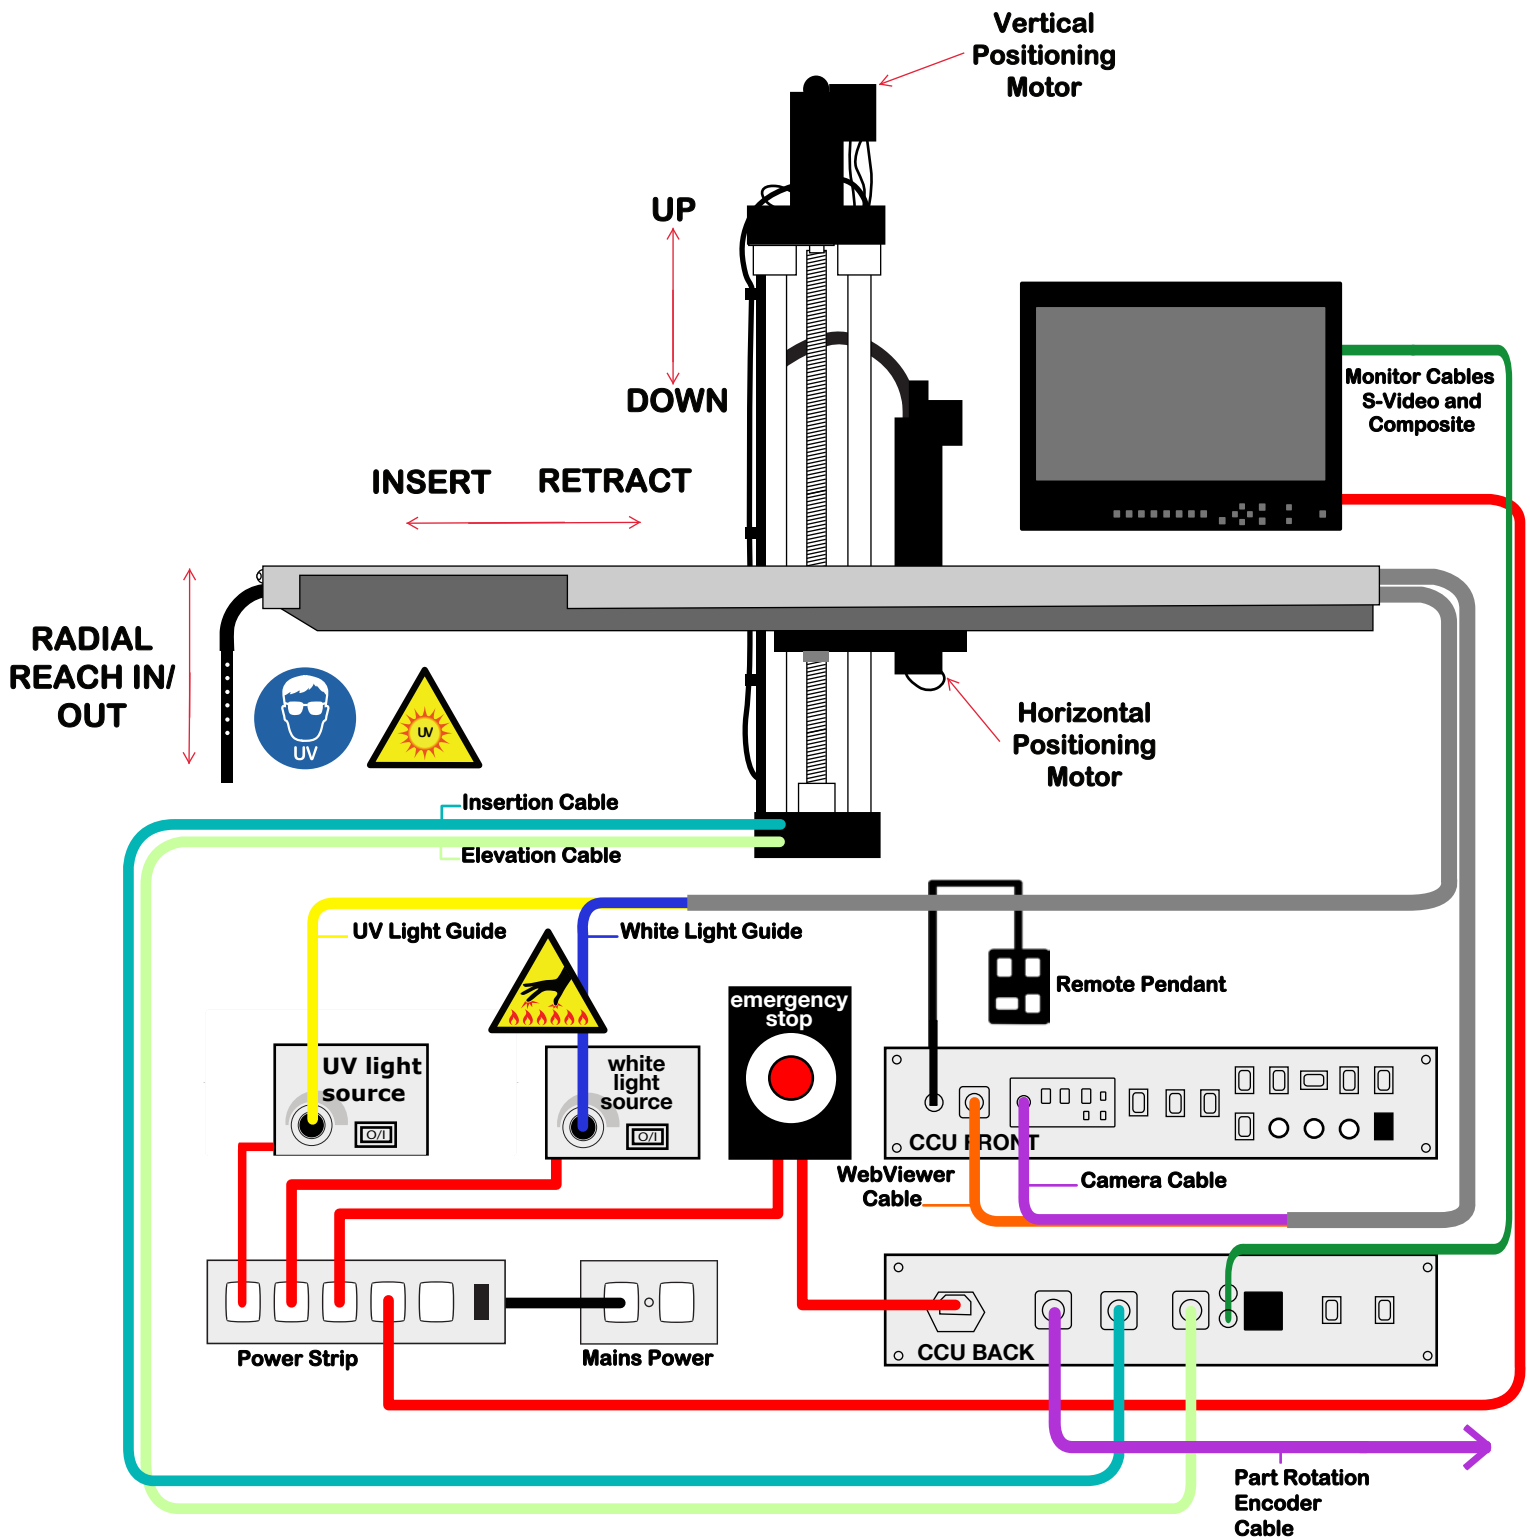 Vertical
Positioning
Motor
UP
DOWN
Monitor Cables
S-Video and
Composite
INSERT
RETRACT
RADIAL
REACH IN/
OUT
UV
UV
Horizontal
Positioning
Motor
Insertion Cable
Elevation Cable
UV Light Guide
White Light Guide
Remote Pendant
emergency
stop
UV light
source
O/I
white
light
source
O/I
CCU FRONT
WebViewer
Cable
Camera Cable
Power Strip
Mains Power
CCU BACK
Part Rotation
Encoder
Cable